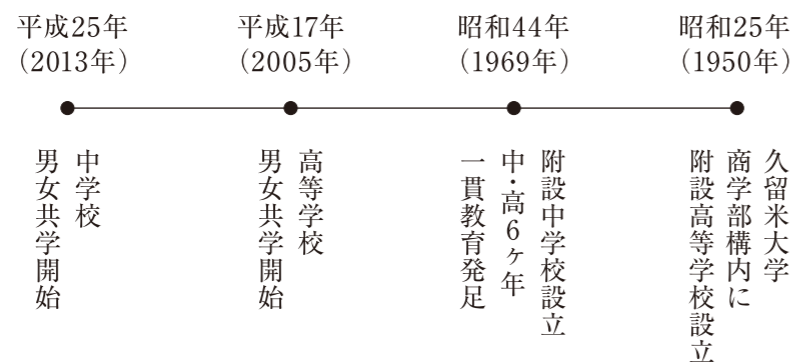 昭和25年
（1950年）
久留米大学
商学部構内に
附設高等学校設立
昭和44年
（1969年）
附設中学校設立
中・高6ヶ年
一貫教育発足
平成17年
（2005年）
高等学校
男女共学開始
平成25年
（2013年）
中学校
男女共学開始